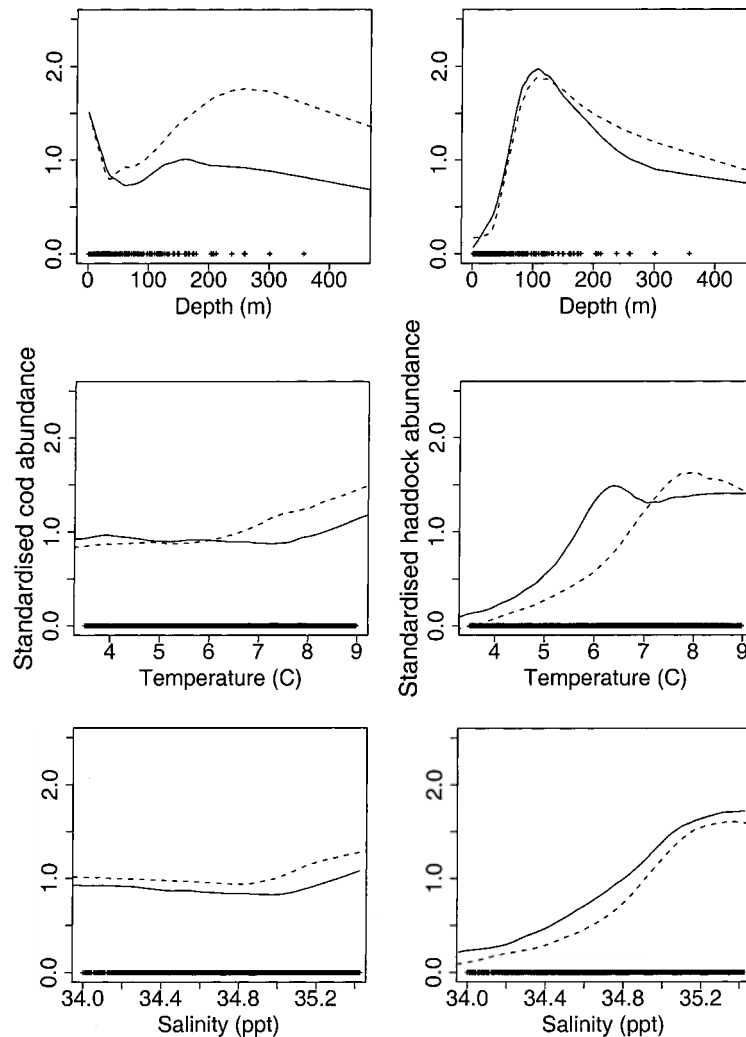 2.0
1.0
0.0
0 100 200 300 400
Depth (m)
2.0
1.0
0.0
0 100 200 300 400
Depth (m)
Standardised cod abundance
2.0
1.0
0.0
4 5 6 7 8 9
Temperature (C)
Standardised haddock abundance
2.0
1.0
0.0
4 5 6 7 8 9
Temperature (C)
2.0
1.0
0.0
34.0 34.4 34.8 35.2
Salinity (ppt)
2.0
1.0
0.0
34.0 34.4 34.8 35.2
Salinity (ppt)